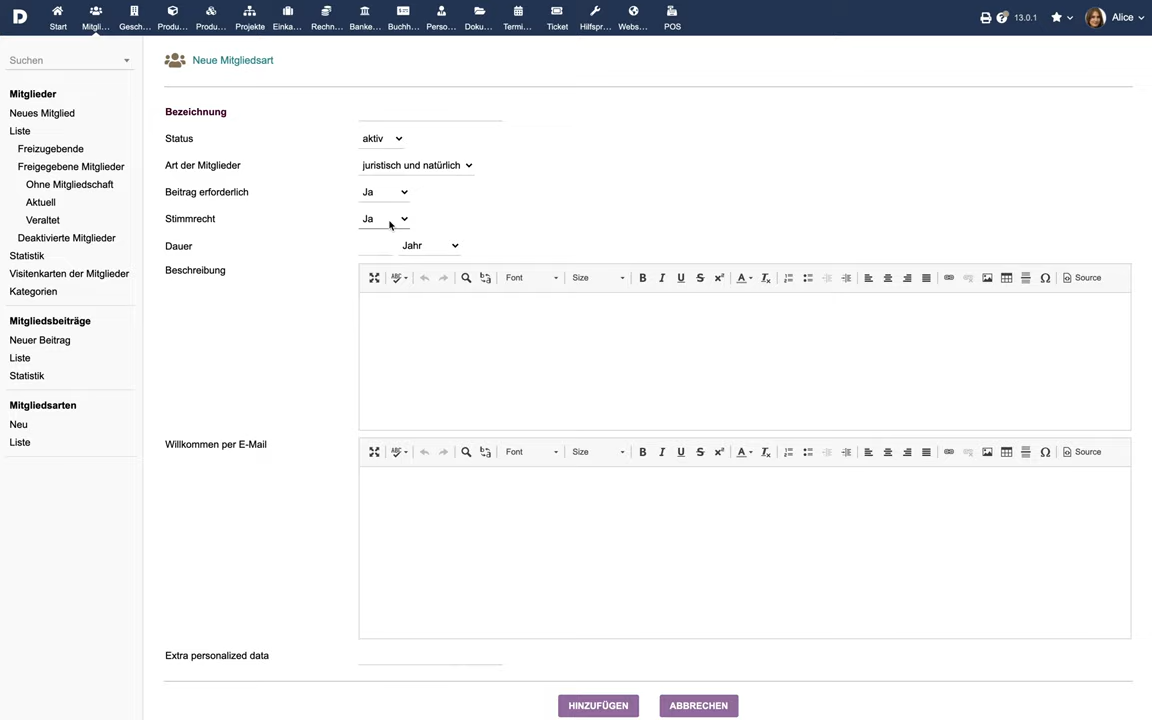 D
Start
Mitgli...
Gesch...
Produ...
Produ...
Projekte
Einka...
Rechn...
Banke...
Buchh...
Perso...
Doku...
Termi...
Ticket
Hilfspr...
Webs...
POS
13.0.1
Alice
Suchen
Mitglieder
Neues Mitglied
Liste
Freizugebende
Freigegebene Mitglieder
Ohne Mitgliedschaft
Aktuell
Veraltet
Deaktivierte Mitglieder
Statistik
Visitenkarten der Mitglieder
Kategorien
Mitgliedsbeiträge
Neuer Beitrag
Liste
Statistik
Mitgliedsarten
Neu
Liste
Neue Mitgliedsart
Bezeichnung
Status aktiv
Art der Mitglieder juristisch und natürlich
Beitrag erforderlich Ja
Stimmrecht Ja
Dauer Jahr
Beschreibung
Font Size B I U S x² A Tx Ω Source
Willkommen per E-Mail
Font Size B I U S x² A Tx Ω Source
Extra personalized data
HINZUFÜGEN ABBRECHEN